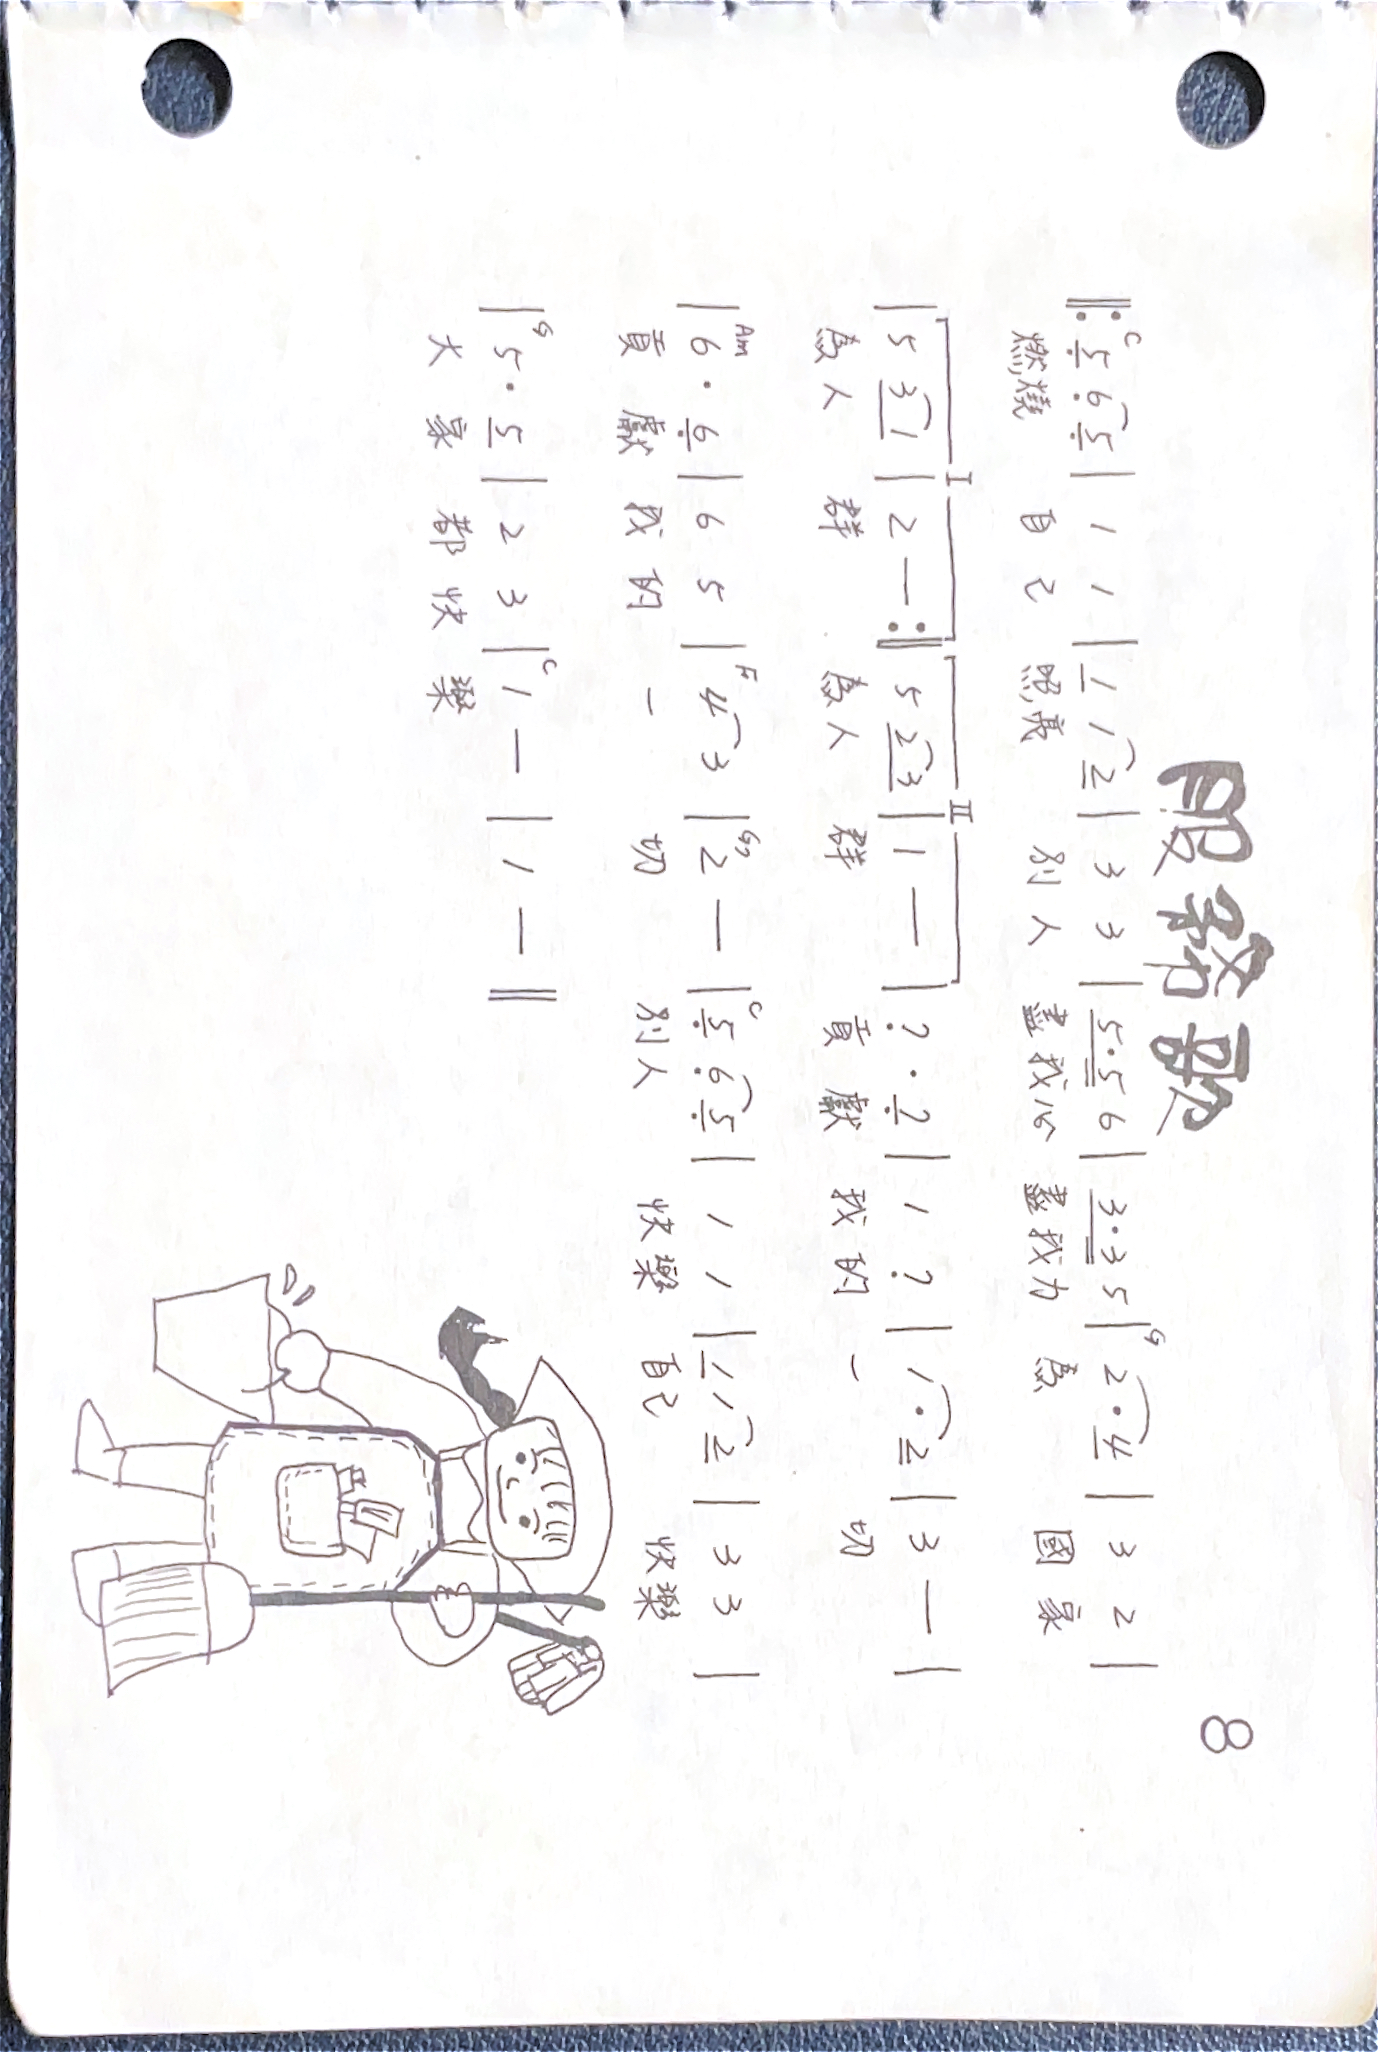 服務歌
8
C G
‖: 5 6 5 | 1 1 | 1 1 2 | 3 3 | 5·5 6 | 3·3 5 | 2·4 | 3 2 |
燃燒 自己 照亮 別人 盡我心 盡我力 為 國家
I II
| 5 3 1 | 2 — :‖ 5 2 3 | 1 — | 7·7 | 1 7 | 1·2 | 3 — |
為人 群 為人 群 貢獻 我的 一 切
Am F G7 C
| 6·6 | 6 5 | 4 3 | 2 — | 5 6 5 | 1 1 | 1 1 2 | 3 3 |
貢獻 我的 一 切 別人 快樂 自己 快樂
G C
| 5·5 | 2 3 | 1 — | 1 — ‖
大家 都快 樂